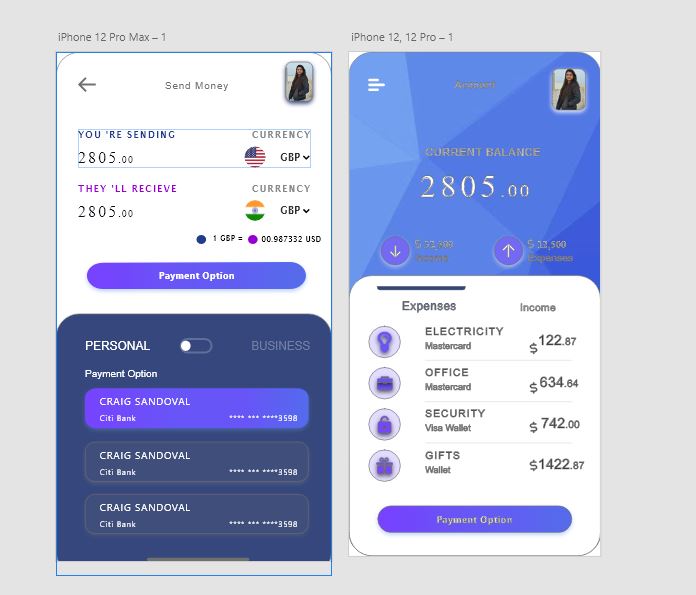 iPhone 12 Pro Max – 1
Send Money
YOU 'RE SENDING CURRENCY
2805.00 GBP
THEY 'LL RECIEVE CURRENCY
2805.00 GBP
1 GBP = 00.987332 USD
Payment Option
PERSONAL BUSINESS
Payment Option
CRAIG SANDOVAL
Citi Bank **** *** ****3598
CRAIG SANDOVAL
Citi Bank **** *** ****3598
CRAIG SANDOVAL
Citi Bank **** *** ****3598
iPhone 12, 12 Pro – 1
Account
CURRENT BALANCE
2805.00
$ 12,500
Income Expenses
Expenses Income
ELECTRICITY
Mastercard $122.87
OFFICE
Mastercard $634.64
SECURITY
Visa Wallet $ 742.00
GIFTS
Wallet $1422.87
Payment Option